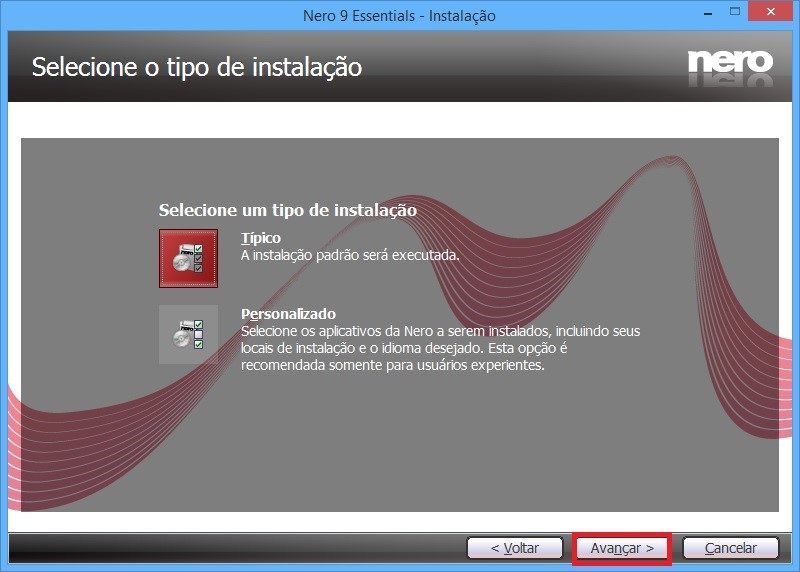 Nero 9 Essentials - Instalação
Selecione o tipo de instalação
nero
Selecione um tipo de instalação
Típico
A instalação padrão será executada.
Personalizado
Selecione os aplicativos da Nero a serem instalados, incluindo seus
locais de instalação e o idioma desejado. Esta opção é
recomendada somente para usuários experientes.
< Voltar
Avançar >
Cancelar